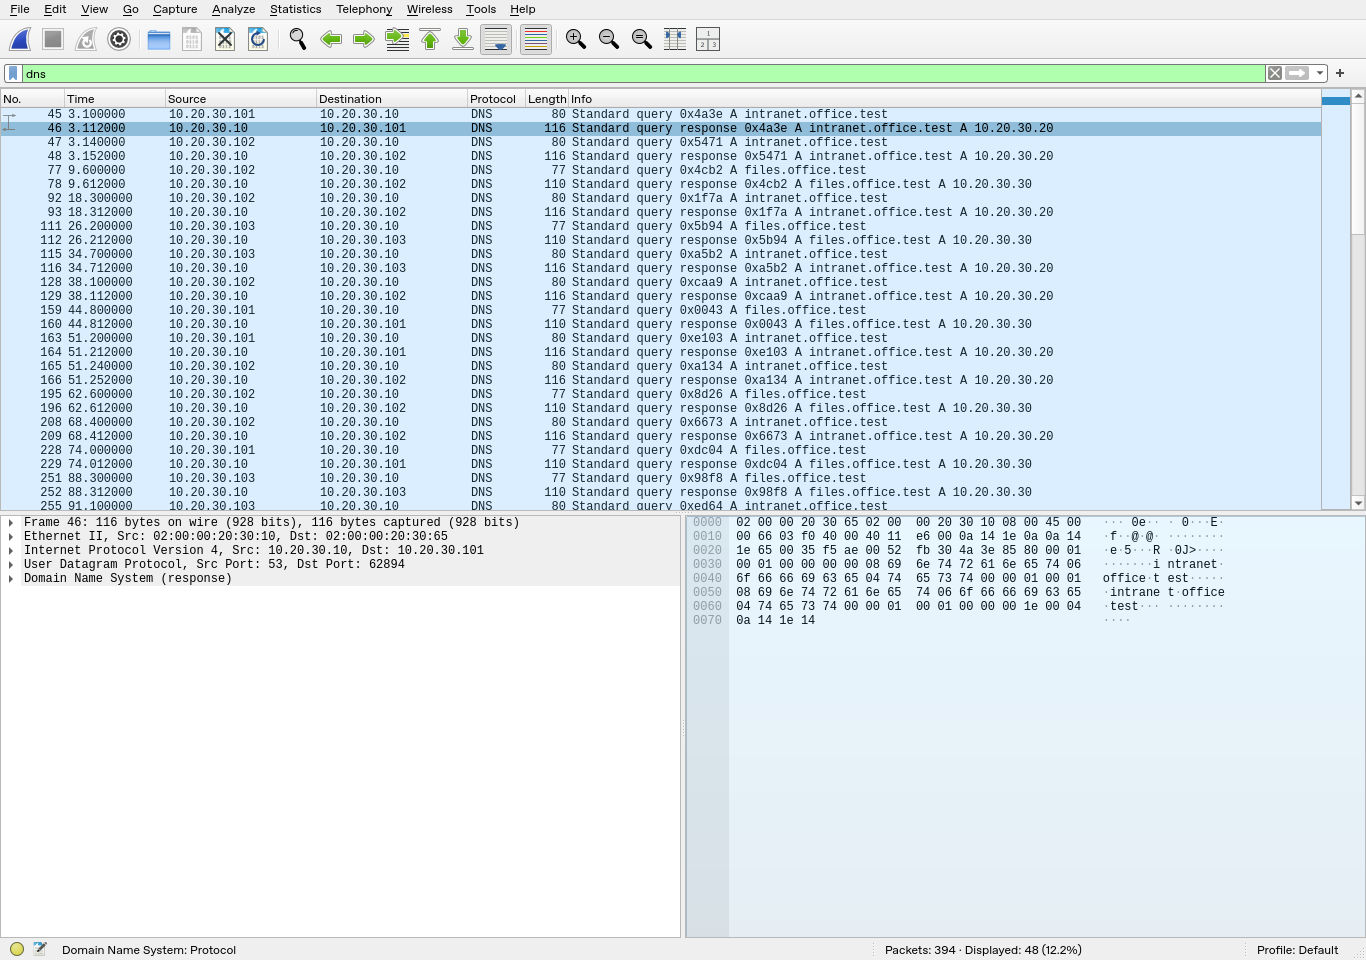 File Edit View Go Capture Analyze Statistics Telephony Wireless Tools Help
dns
No. Time Source Destination Protocol Length Info
45 3.100000 10.20.30.101 10.20.30.10 DNS 80 Standard query 0x4a3e A intranet.office.test
46 3.112000 10.20.30.10 10.20.30.101 DNS 116 Standard query response 0x4a3e A intranet.office.test A 10.20.30.20
47 3.140000 10.20.30.102 10.20.30.10 DNS 80 Standard query 0x5471 A intranet.office.test
48 3.152000 10.20.30.10 10.20.30.102 DNS 116 Standard query response 0x5471 A intranet.office.test A 10.20.30.20
77 9.600000 10.20.30.102 10.20.30.10 DNS 77 Standard query 0x4cb2 A files.office.test
78 9.612000 10.20.30.10 10.20.30.102 DNS 110 Standard query response 0x4cb2 A files.office.test A 10.20.30.30
92 18.300000 10.20.30.102 10.20.30.10 DNS 80 Standard query 0x1f7a A intranet.office.test
93 18.312000 10.20.30.10 10.20.30.102 DNS 116 Standard query response 0x1f7a A intranet.office.test A 10.20.30.20
111 26.200000 10.20.30.103 10.20.30.10 DNS 77 Standard query 0x5b94 A files.office.test
112 26.212000 10.20.30.10 10.20.30.103 DNS 110 Standard query response 0x5b94 A files.office.test A 10.20.30.30
115 34.700000 10.20.30.103 10.20.30.10 DNS 80 Standard query 0xa5b2 A intranet.office.test
116 34.712000 10.20.30.10 10.20.30.103 DNS 116 Standard query response 0xa5b2 A intranet.office.test A 10.20.30.20
128 38.100000 10.20.30.102 10.20.30.10 DNS 80 Standard query 0xcaa9 A intranet.office.test
129 38.112000 10.20.30.10 10.20.30.102 DNS 116 Standard query response 0xcaa9 A intranet.office.test A 10.20.30.20
159 44.800000 10.20.30.101 10.20.30.10 DNS 77 Standard query 0x0043 A files.office.test
160 44.812000 10.20.30.10 10.20.30.101 DNS 110 Standard query response 0x0043 A files.office.test A 10.20.30.30
163 51.200000 10.20.30.101 10.20.30.10 DNS 80 Standard query 0xe103 A intranet.office.test
164 51.212000 10.20.30.10 10.20.30.101 DNS 116 Standard query response 0xe103 A intranet.office.test A 10.20.30.20
165 51.240000 10.20.30.102 10.20.30.10 DNS 80 Standard query 0xa134 A intranet.office.test
166 51.252000 10.20.30.10 10.20.30.102 DNS 116 Standard query response 0xa134 A intranet.office.test A 10.20.30.20
195 62.600000 10.20.30.102 10.20.30.10 DNS 77 Standard query 0x8d26 A files.office.test
196 62.612000 10.20.30.10 10.20.30.102 DNS 110 Standard query response 0x8d26 A files.office.test A 10.20.30.30
208 68.400000 10.20.30.102 10.20.30.10 DNS 80 Standard query 0x6673 A intranet.office.test
209 68.412000 10.20.30.10 10.20.30.102 DNS 116 Standard query response 0x6673 A intranet.office.test A 10.20.30.20
228 74.000000 10.20.30.101 10.20.30.10 DNS 77 Standard query 0xdc04 A files.office.test
229 74.012000 10.20.30.10 10.20.30.101 DNS 110 Standard query response 0xdc04 A files.office.test A 10.20.30.30
251 88.300000 10.20.30.103 10.20.30.10 DNS 77 Standard query 0x98f8 A files.office.test
252 88.312000 10.20.30.10 10.20.30.103 DNS 110 Standard query response 0x98f8 A files.office.test A 10.20.30.30
255 91.100000 10.20.30.103 10.20.30.10 DNS 80 Standard query 0xed64 A intranet.office.test
Frame 46: 116 bytes on wire (928 bits), 116 bytes captured (928 bits)
Ethernet II, Src: 02:00:00:20:30:10, Dst: 02:00:00:20:30:65
Internet Protocol Version 4, Src: 10.20.30.10, Dst: 10.20.30.101
User Datagram Protocol, Src Port: 53, Dst Port: 62894
Domain Name System (response)
0000 02 00 00 20 30 65 02 00 00 20 30 10 08 00 45 00 ··· 0e·· · 0···E·
0010 00 66 03 f0 40 00 40 11 e6 00 0a 14 1e 0a 0a 14 ·f··@·@· ········
0020 1e 65 00 35 f5 ae 00 52 fb 30 4a 3e 85 80 00 01 ·e·5···R ·0J>····
0030 00 01 00 00 00 00 08 69 6e 74 72 61 6e 65 74 06 ·······i ntranet·
0040 6f 66 66 69 63 65 04 74 65 73 74 00 00 01 00 01 office·t est·····
0050 08 69 6e 74 72 61 6e 65 74 06 6f 66 66 69 63 65 ·intrane t·office
0060 04 74 65 73 74 00 00 01 00 01 00 00 00 1e 00 04 ·test··· ········
0070 0a 14 1e 14 ····
Domain Name System: Protocol Packets: 394 · Displayed: 48 (12.2%) Profile: Default